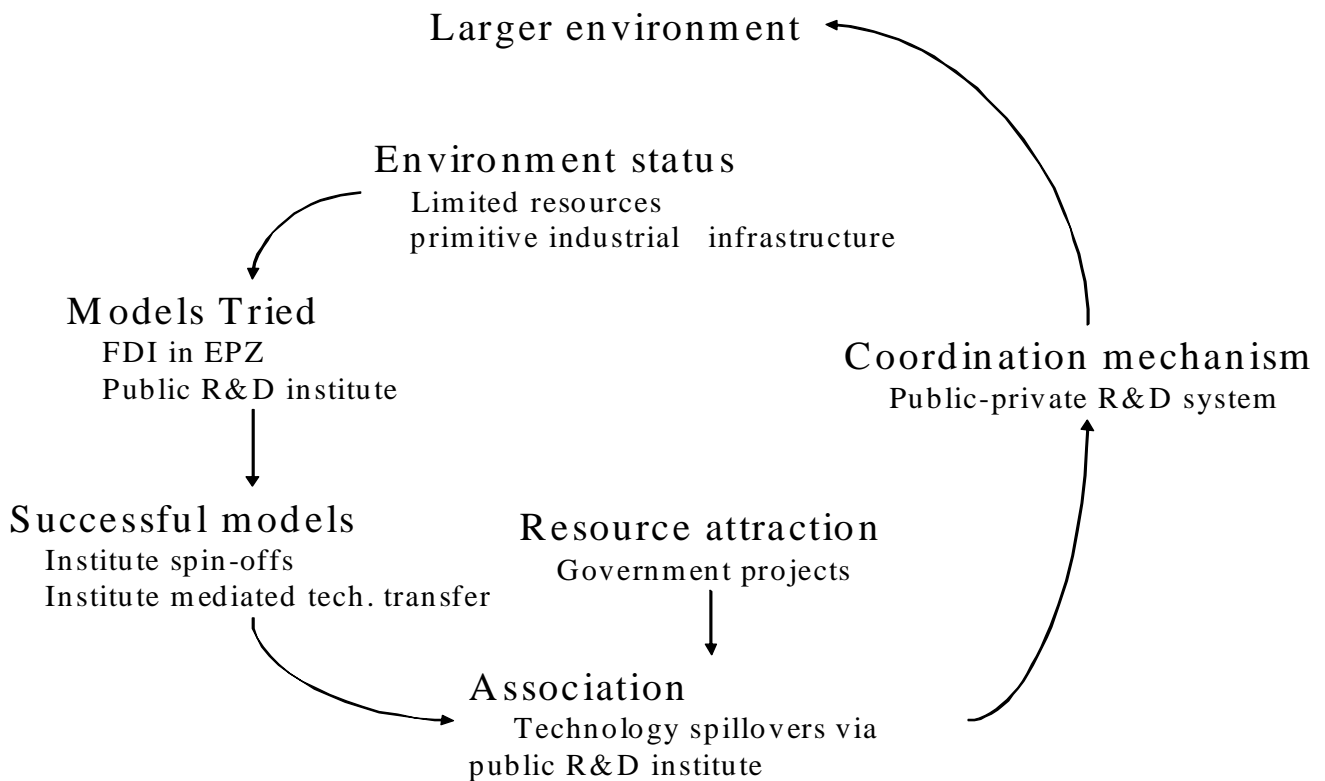 Larger environment
Environment status
Limited resources
primitive industrial infrastructure
Models Tried
FDI in EPZ
Public R&D institute
Coordination mechanism
Public-private R&D system
Successful models
Institute spin-offs
Institute mediated tech. transfer
Resource attraction
Government projects
Association
Technology spillovers via
public R&D institute